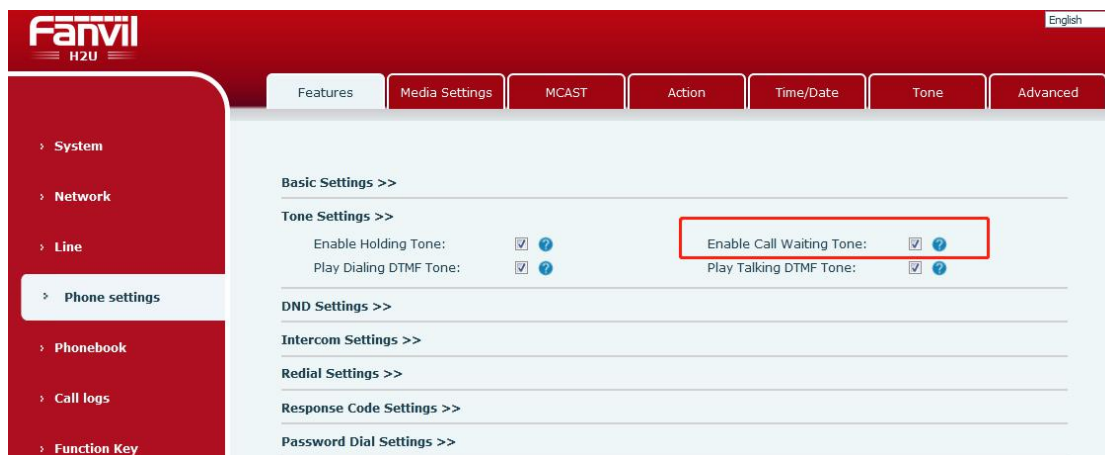 English
Fanvil
H2U
Features Media Settings MCAST Action Time/Date Tone Advanced
› System
› Network
› Line
› Phone settings
› Phonebook
› Call logs
› Function Key
Basic Settings >>
Tone Settings >>
Enable Holding Tone: Enable Call Waiting Tone:
Play Dialing DTMF Tone: Play Talking DTMF Tone:
DND Settings >>
Intercom Settings >>
Redial Settings >>
Response Code Settings >>
Password Dial Settings >>